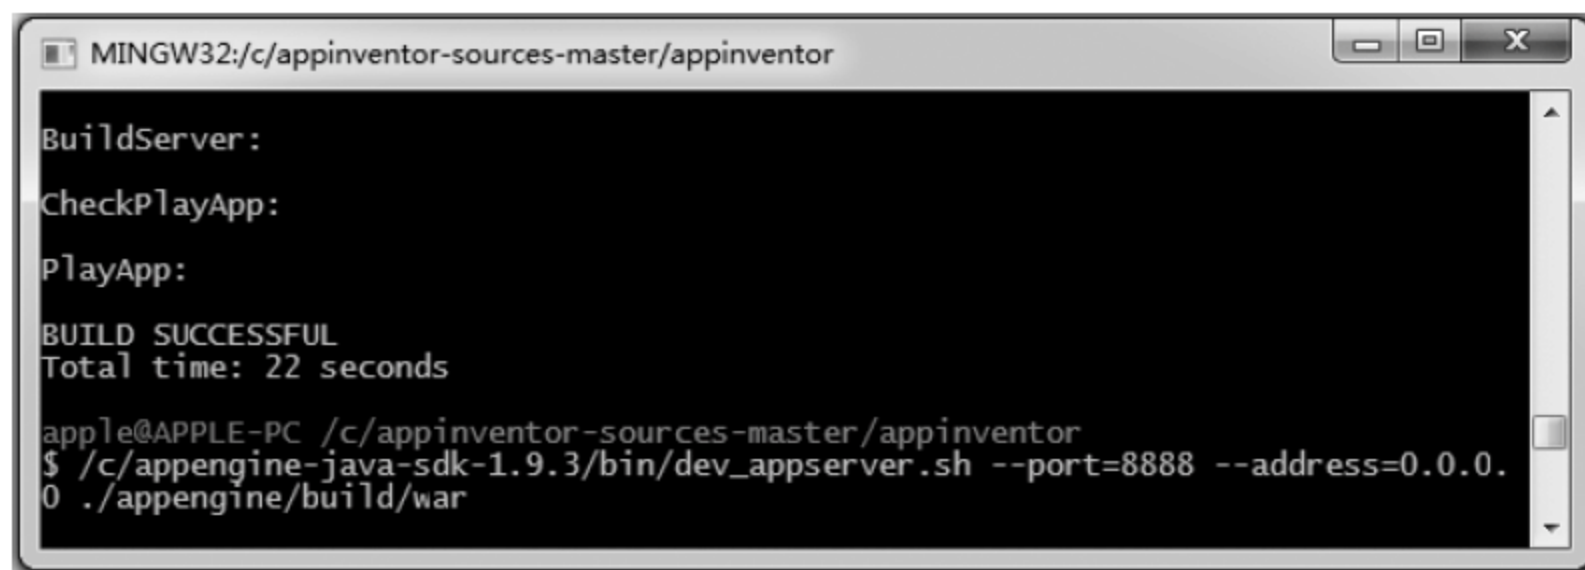 MINGW32:/c/appinventor-sources-master/appinventor
BuildServer:
CheckPlayApp:
PlayApp:
BUILD SUCCESSFUL
Total time: 22 seconds
apple@APPLE-PC /c/appinventor-sources-master/appinventor
$ /c/appengine-java-sdk-1.9.3/bin/dev_appserver.sh --port=8888 --address=0.0.0.
0 ./appengine/build/war